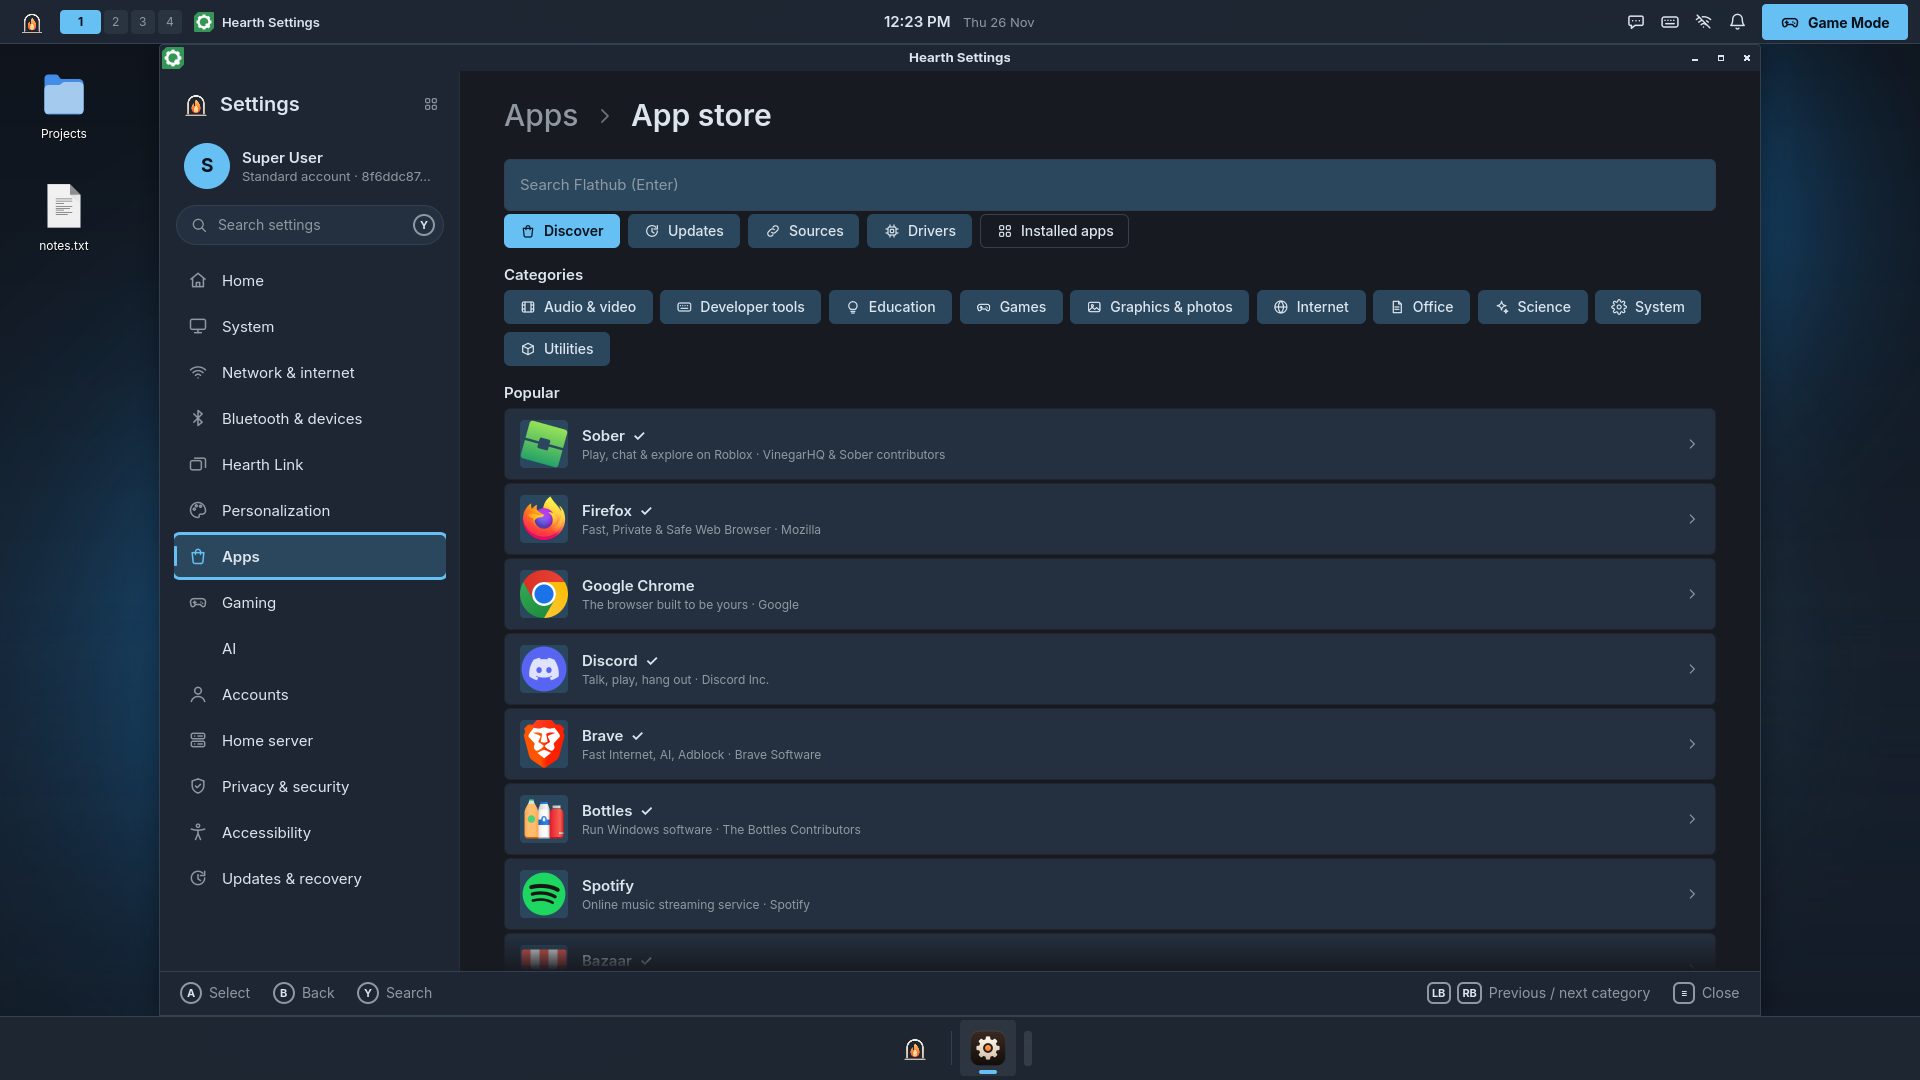 1 2 3 4 Hearth Settings 12:23 PM Thu 26 Nov Game Mode
Hearth Settings
Projects
notes.txt
Settings
S Super User
Standard account · 8f6ddc87...
Search settings Y
Home
System
Network & internet
Bluetooth & devices
Hearth Link
Personalization
Apps
Gaming
AI
Accounts
Home server
Privacy & security
Accessibility
Updates & recovery
Apps App store
Search Flathub (Enter)
Discover Updates Sources Drivers Installed apps
Categories
Audio & video Developer tools Education Games Graphics & photos Internet Office Science System
Utilities
Popular
Sober
Play, chat & explore on Roblox · VinegarHQ & Sober contributors
Firefox
Fast, Private & Safe Web Browser · Mozilla
Google Chrome
The browser built to be yours · Google
Discord
Talk, play, hang out · Discord Inc.
Brave
Fast Internet, AI, Adblock · Brave Software
Bottles
Run Windows software · The Bottles Contributors
Spotify
Online music streaming service · Spotify
Bazaar
A Select B Back Y Search LB RB Previous / next category Close